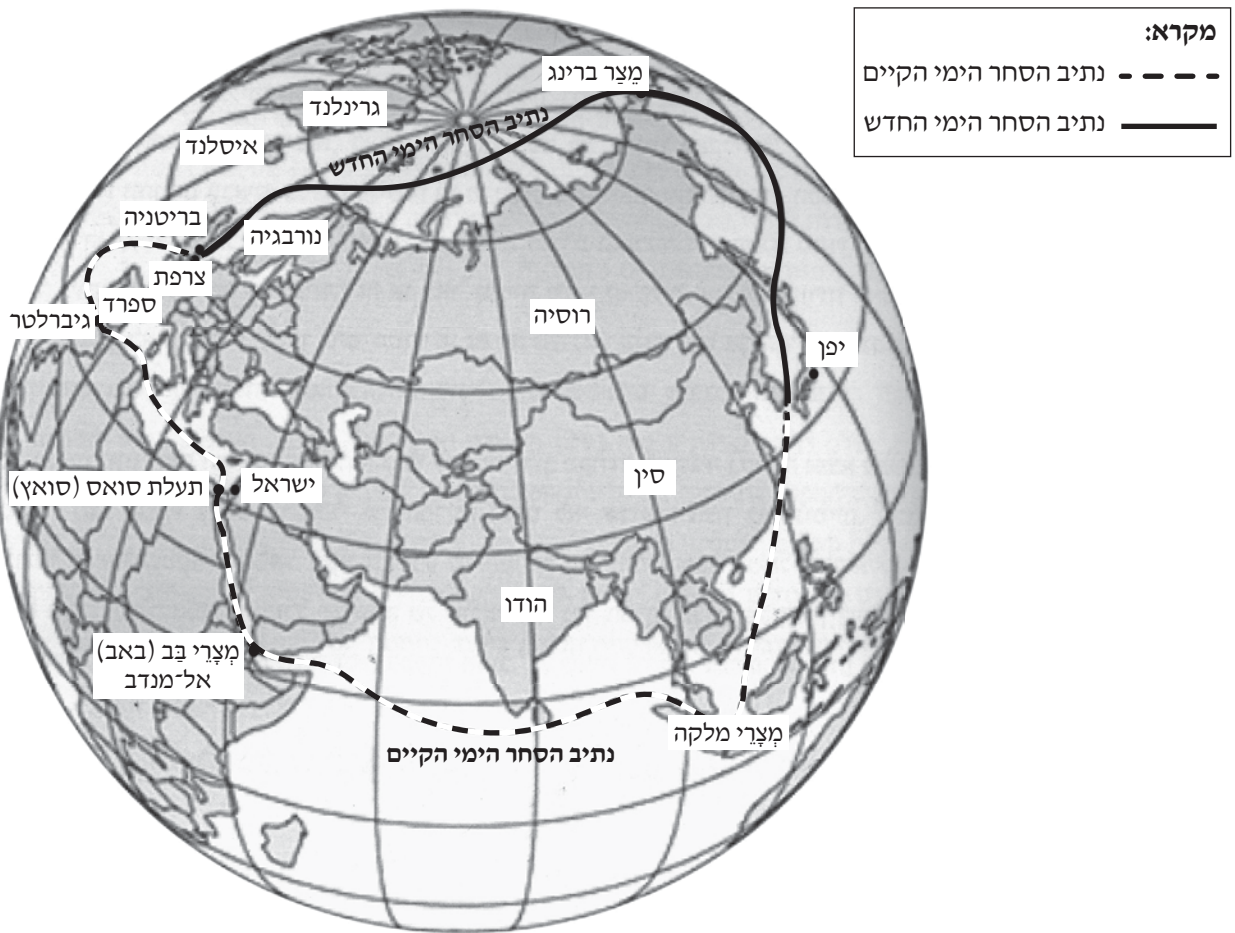 מקרא:
נתיב הסחר הימי הקיים
נתיב הסחר הימי החדש
מֵצַר ברינג
גרינלנד
נתיב הסחר הימי החדש
איסלנד
בריטניה
נורבגיה
צרפת
ספרד
גיברלטר
רוסיה
יפן
סין
ישראל
תעלת סואס (סואץ)
הודו
מְצָרֵי בַּב (באב)
אל־מנדב
מְצָרֵי מלקה
נתיב הסחר הימי הקיים